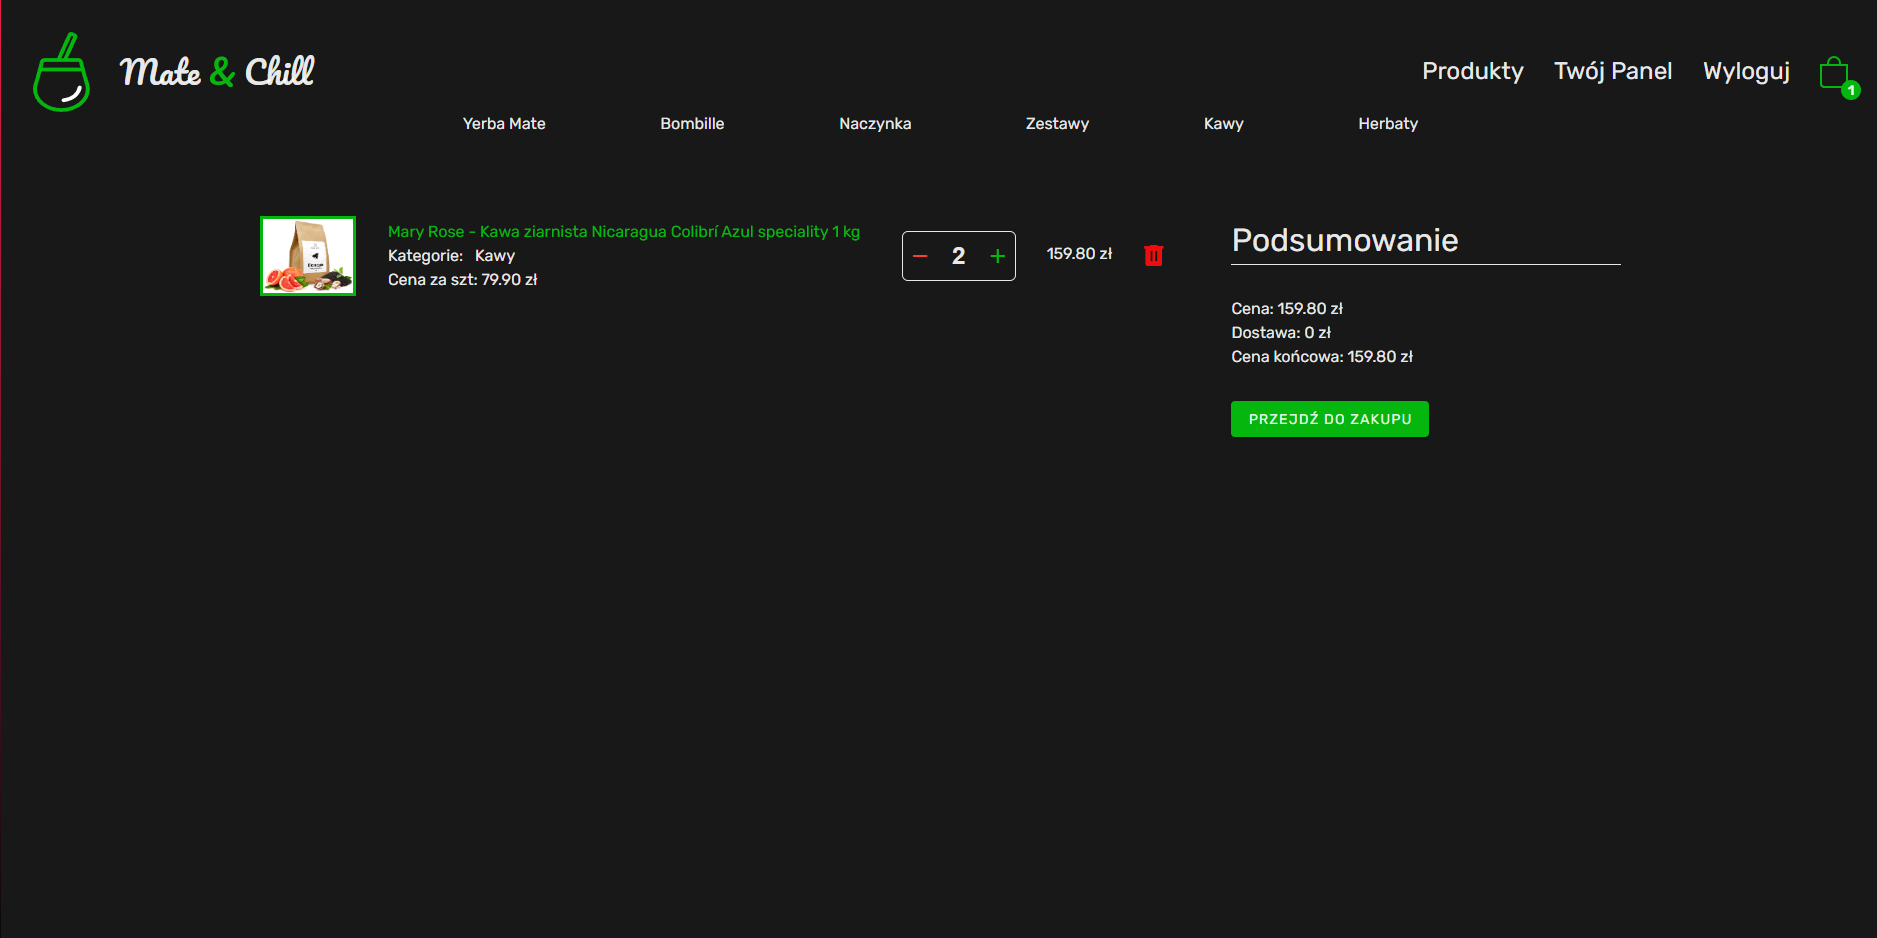 Mate & Chill
Produkty Twój Panel Wyloguj 1
Yerba Mate Bombille Naczynka Zestawy Kawy Herbaty
Mary Rose - Kawa ziarnista Nicaragua Colibrí Azul speciality 1 kg
Kategorie: Kawy
Cena za szt: 79.90 zł
2
159.80 zł
Podsumowanie
Cena: 159.80 zł
Dostawa: 0 zł
Cena końcowa: 159.80 zł
PRZEJDŹ DO ZAKUPU